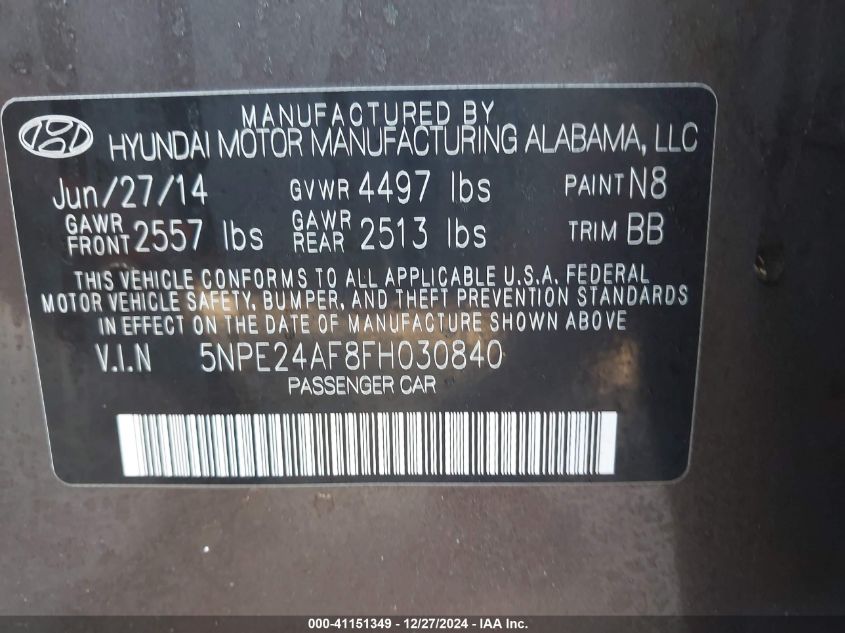 MANUFACTURED BY
HYUNDAI MOTOR MANUFACTURING ALABAMA, LLC
Jun/27/14 GVWR 4497 lbs PAINT N8
GAWR FRONT 2557 lbs GAWR REAR 2513 lbs TRIM BB
THIS VEHICLE CONFORMS TO ALL APPLICABLE U.S.A. FEDERAL
MOTOR VEHICLE SAFETY, BUMPER, AND THEFT PREVENTION STANDARDS
IN EFFECT ON THE DATE OF MANUFACTURE SHOWN ABOVE
V.I.N 5NPE24AF8FH030840
PASSENGER CAR
000-41151349 - 12/27/2024 - IAA Inc.